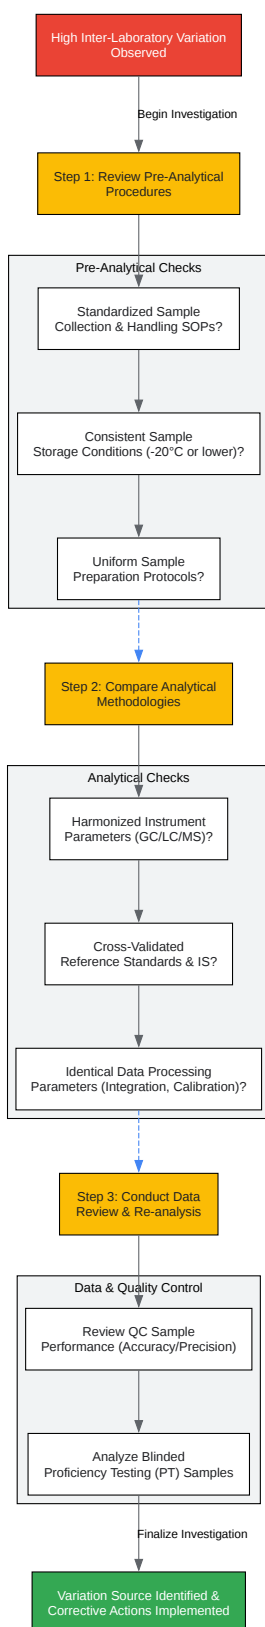 High Inter-Laboratory Variation
Observed
Begin Investigation
Step 1: Review Pre-Analytical
Procedures
Pre-Analytical Checks
Standardized Sample
Collection & Handling SOPs?
Consistent Sample
Storage Conditions (-20°C or lower)?
Uniform Sample
Preparation Protocols?
Step 2: Compare Analytical
Methodologies
Analytical Checks
Harmonized Instrument
Parameters (GC/LC/MS)?
Cross-Validated
Reference Standards & IS?
Identical Data Processing
Parameters (Integration, Calibration)?
Step 3: Conduct Data
Review & Re-analysis
Data & Quality Control
Review QC Sample
Performance (Accuracy/Precision)
Analyze Blinded
Proficiency Testing (PT) Samples
Finalize Investigation
Variation Source Identified &
Corrective Actions Implemented